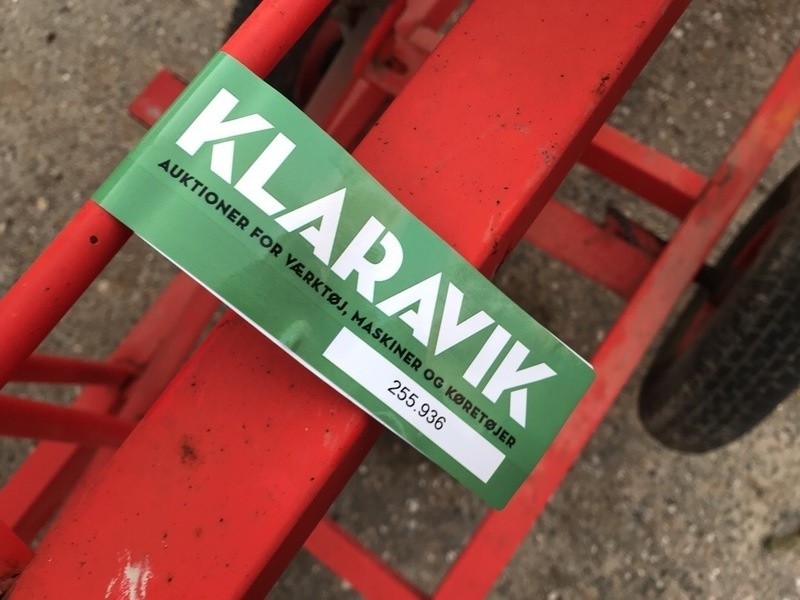 KLARAVIK
AUKTIONER FOR VÆRKTØJ, MASKINER OG KØRETØJER
255.936